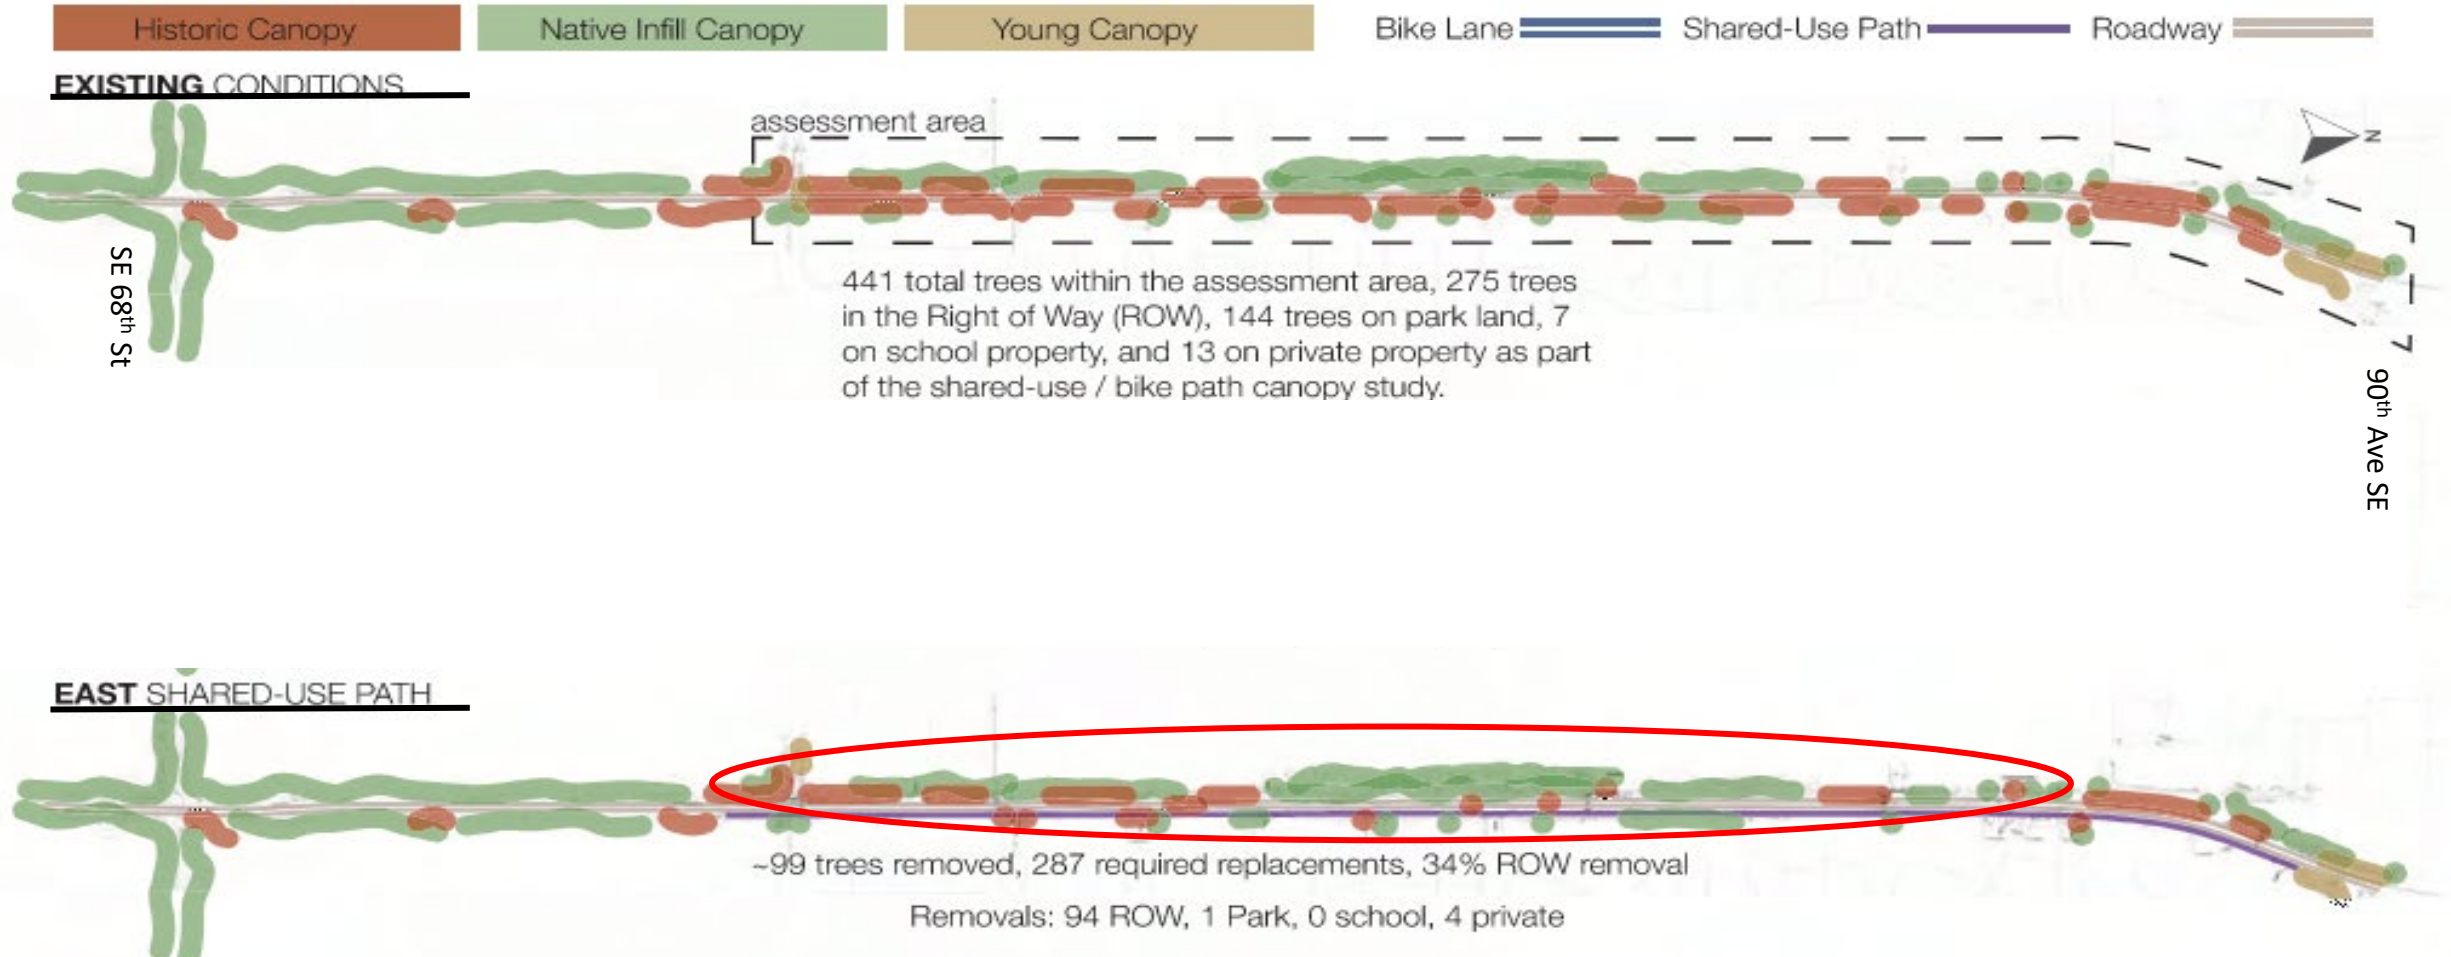 Historic Canopy
Native Infill Canopy
Young Canopy
Bike Lane
Shared-Use Path
Roadway
EXISTING CONDITIONS
assessment area
N
SE 68th St
441 total trees within the assessment area, 275 trees
in the Right of Way (ROW), 144 trees on park land, 7
on school property, and 13 on private property as part
of the shared-use / bike path canopy study.
90th Ave SE
EAST SHARED-USE PATH
~99 trees removed, 287 required replacements, 34% ROW removal
Removals: 94 ROW, 1 Park, 0 school, 4 private